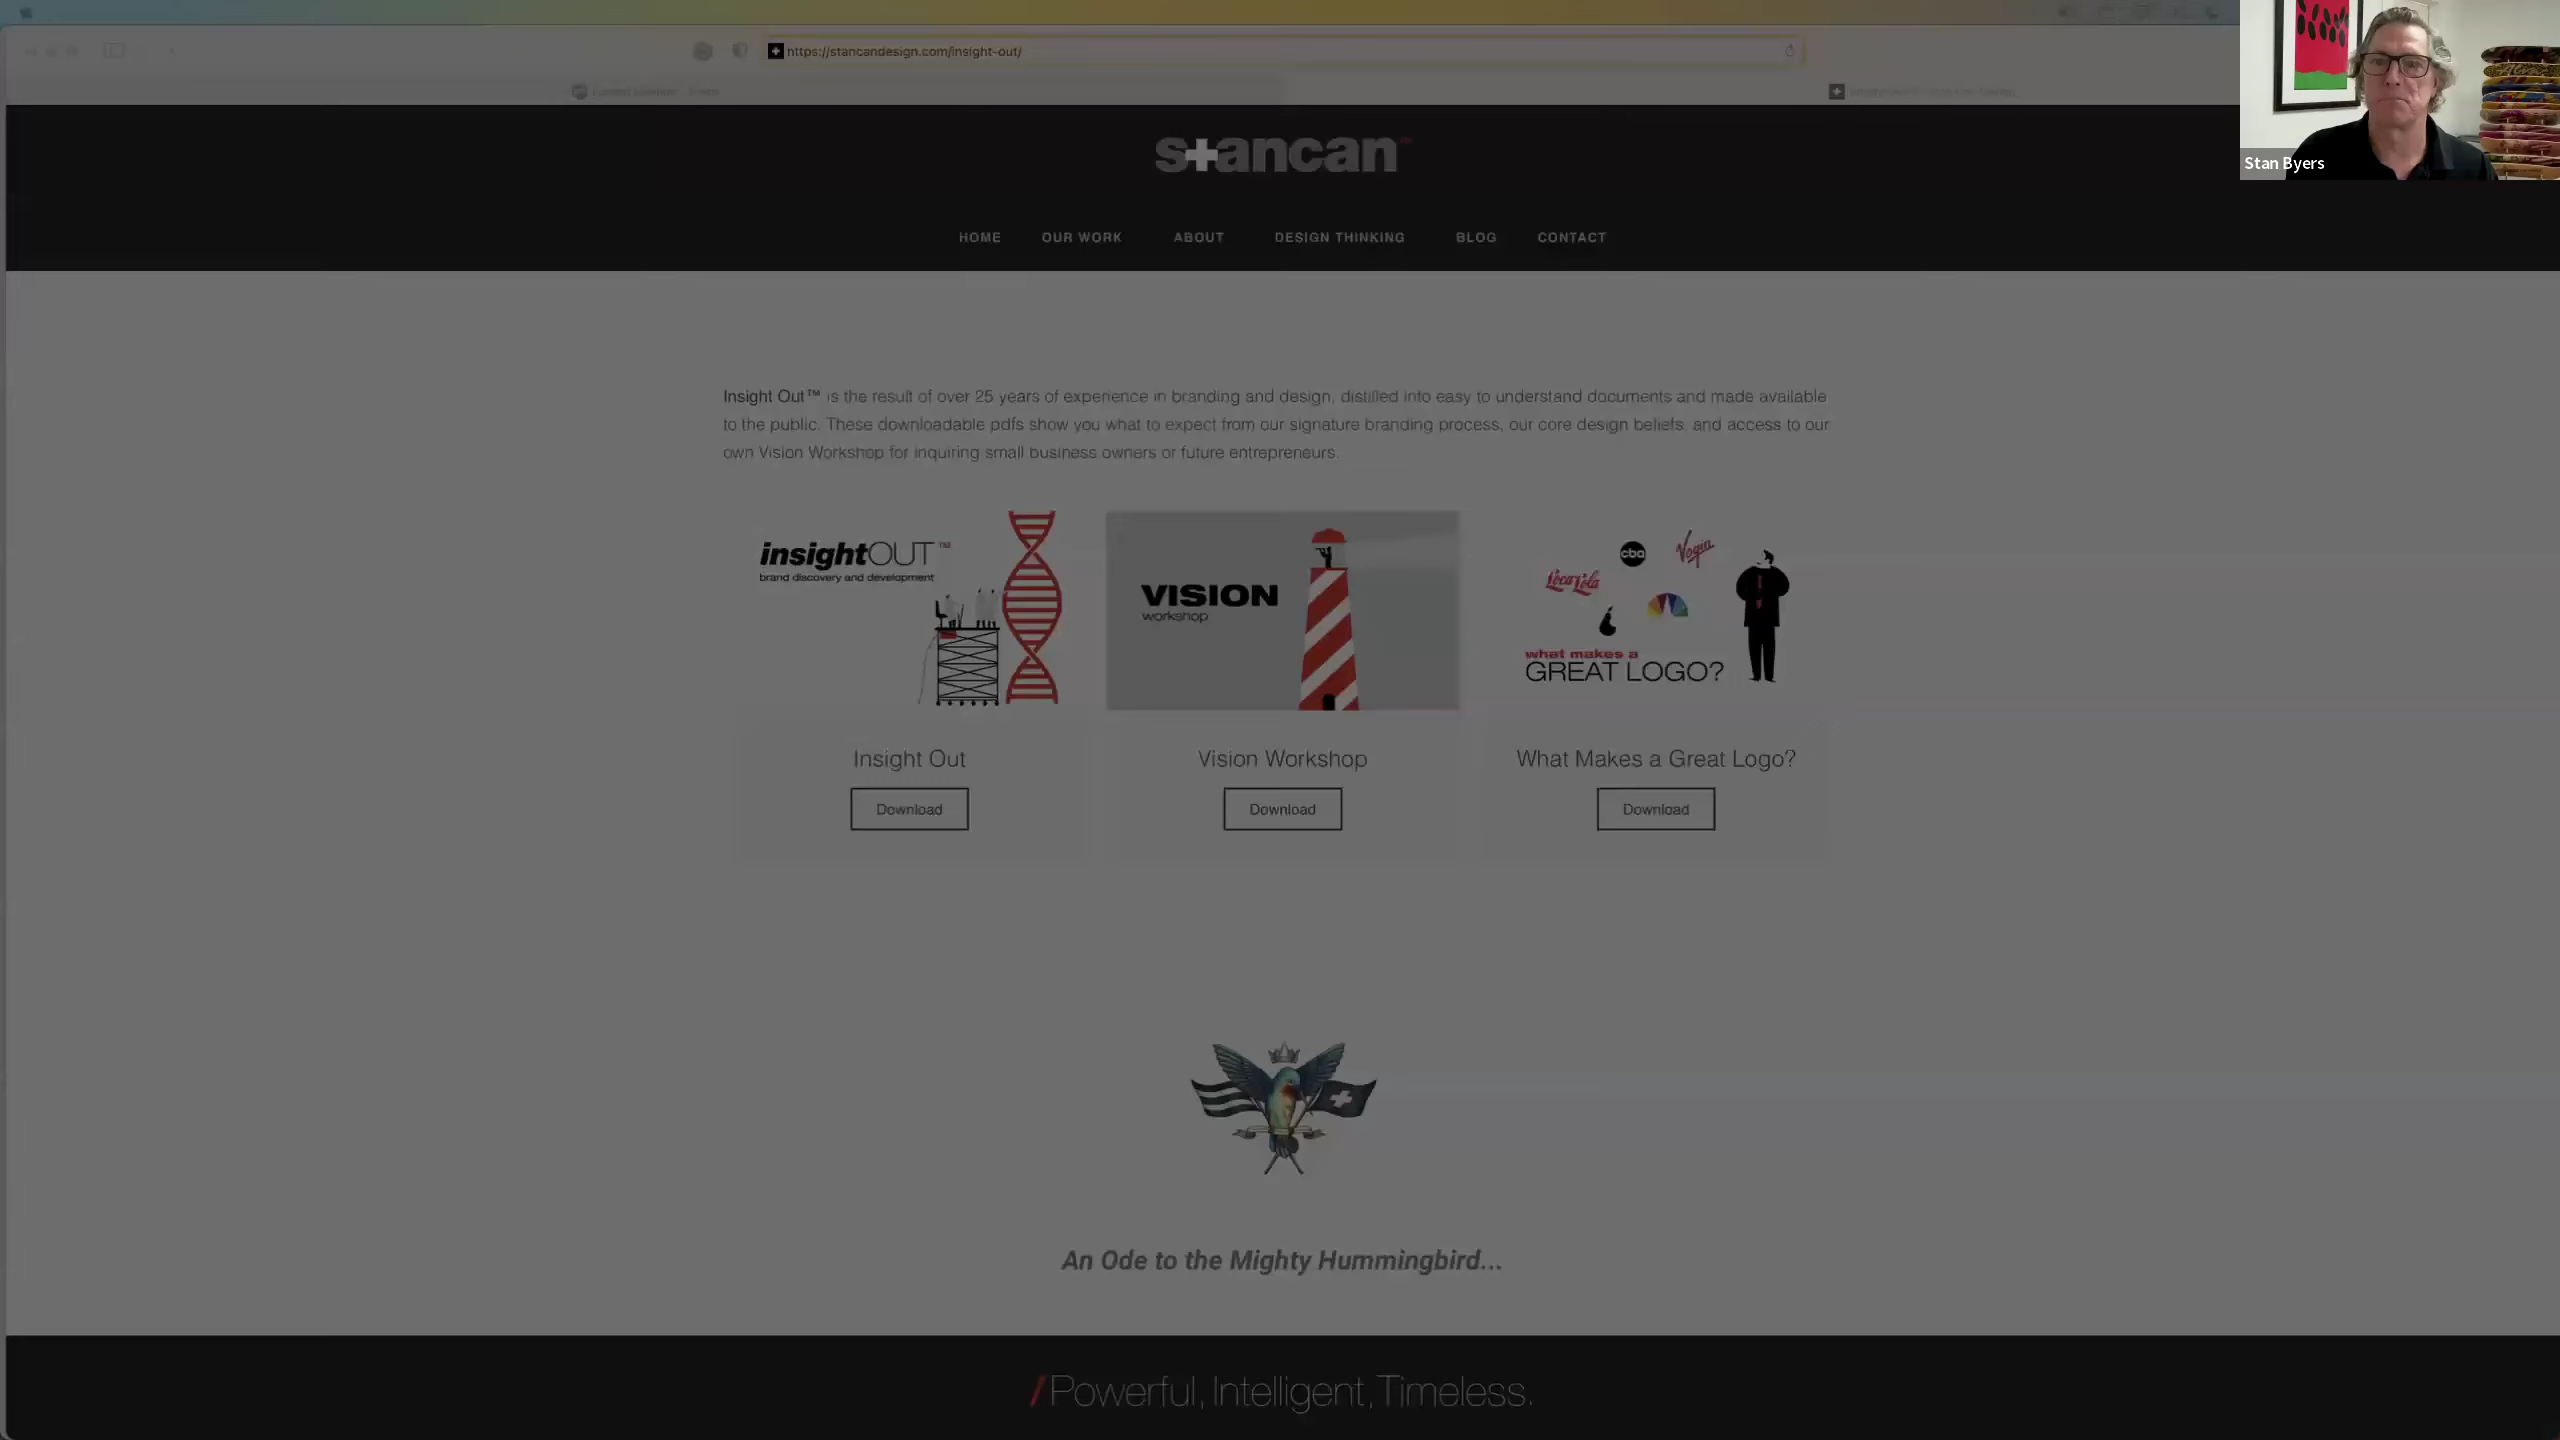 https://stancandesign.com/insight-out/
Stan Byers
stancan
HOME OUR WORK ABOUT DESIGN THINKING BLOG CONTACT
Insight Out™ is the result of over 25 years of experience in branding and design, distilled into easy to understand documents and made available
to the public. These downloadable pdfs show you what to expect from our signature branding process, our core design beliefs, and access to our
own Vision Workshop for inquiring small business owners or future entrepreneurs.
insightOUT™
brand discovery and development
VISION
workshop
cba
Vogin
Loca Lola
what makes a
GREAT LOGO?
Insight Out
Download
Vision Workshop
Download
What Makes a Great Logo?
Download
An Ode to the Mighty Hummingbird...
/Powerful, Intelligent, Timeless.